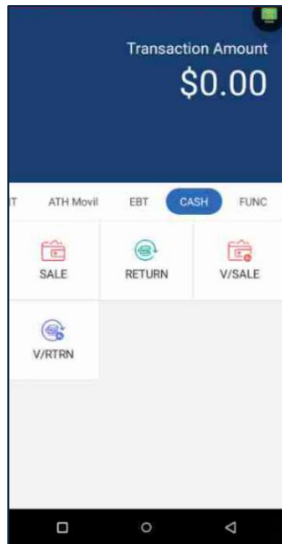 Transaction Amount
$0.00
T ATH Movil EBT CASH FUNC
SALE RETURN V/SALE
V/RTRN